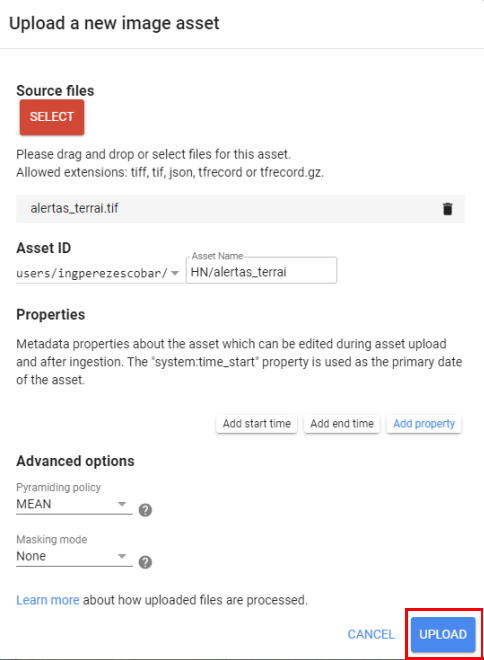 Upload a new image asset
Source files
SELECT
Please drag and drop or select files for this asset.
Allowed extensions: tiff, tif, json, tfrecord or tfrecord.gz.
alertas_terrai.tif
Asset ID
Asset Name
users/ingperezescobar/ HN/alertas_terrai
Properties
Metadata properties about the asset which can be edited during asset upload
and after ingestion. The "system:time_start" property is used as the primary date
of the asset.
Add start time Add end time Add property
Advanced options
Pyramiding policy
MEAN ?
Masking mode
None ?
Learn more about how uploaded files are processed.
CANCEL UPLOAD